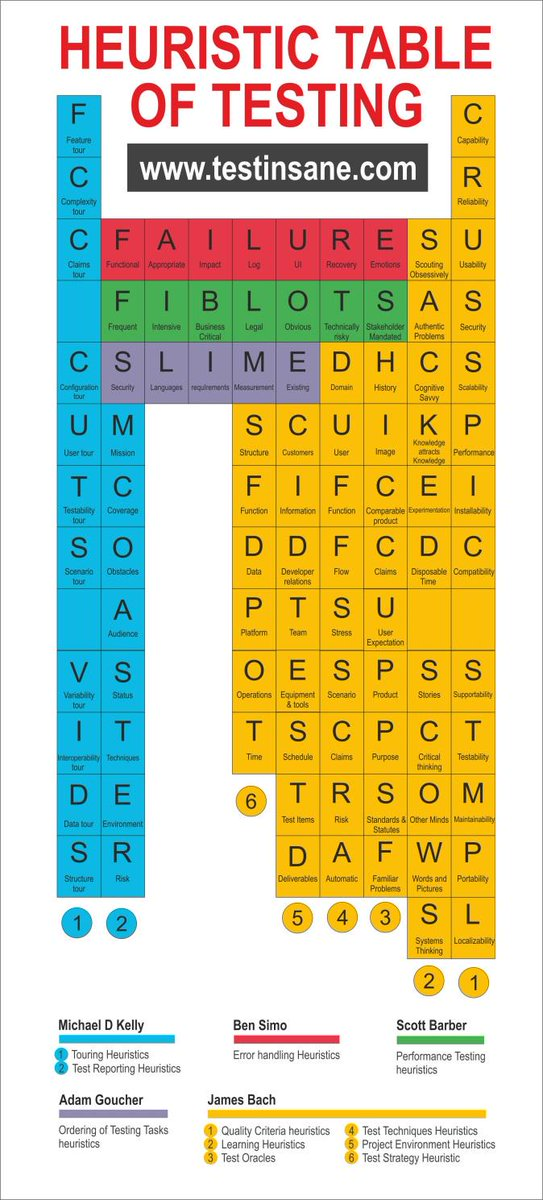 HEURISTIC TABLE
OF TESTING
www.testinsane.com
F C
Feature tour Capability
C R
Complexity tour Reliability
C F A I L U R E S U
Claims tour Functional Appropriate Impact Log UI Recovery Emotions Scouting Obsessively Usability
F I B L O T S A S
Frequent Intensive Business Critical Legal Obvious Technically risky Stakeholder Mandated Authentic Problems Security
C S L I M E D H C S
Configuration tour Security Languages requirements Measurement Existing Domain History Cognitive Savvy Scalability
U M S C U I K P
User tour Mission Structure Customers User Image Knowledge attracts Knowledge Performance
T C F I F C E I
Testability tour Coverage Function Information Function Comparable product Experimentation Installability
S O D D F C D C
Scenario tour Obstacles Data Developer relations Flow Claims Disposable Time Compatibility
A P T S U
Audience Platform Team Stress User Expectation
V S O E S P S S
Variability tour Status Operations Equipment & tools Scenario Product Stories Supportability
I T T S C P C T
Interoperability tour Techniques Time Schedule Claims Purpose Critical thinking Testability
D E 6 T R S O M
Data tour Environment Test Items Risk Standards & Statutes Other Minds Maintainability
S R D A F W P
Structure tour Risk Deliverables Automatic Familiar Problems Words and Pictures Portability
1 2 5 4 3 S L
Systems Thinking Localizability
2 1
Michael D Kelly Ben Simo Scott Barber
1 Touring Heuristics Error handling Heuristics Performance Testing
2 Test Reporting Heuristics heuristics
Adam Goucher James Bach
Ordering of Testing Tasks 1 Quality Criteria heuristics 4 Test Techniques Heuristics
heuristics 2 Learning Heuristics 5 Project Environment Heuristics
3 Test Oracles 6 Test Strategy Heuristic